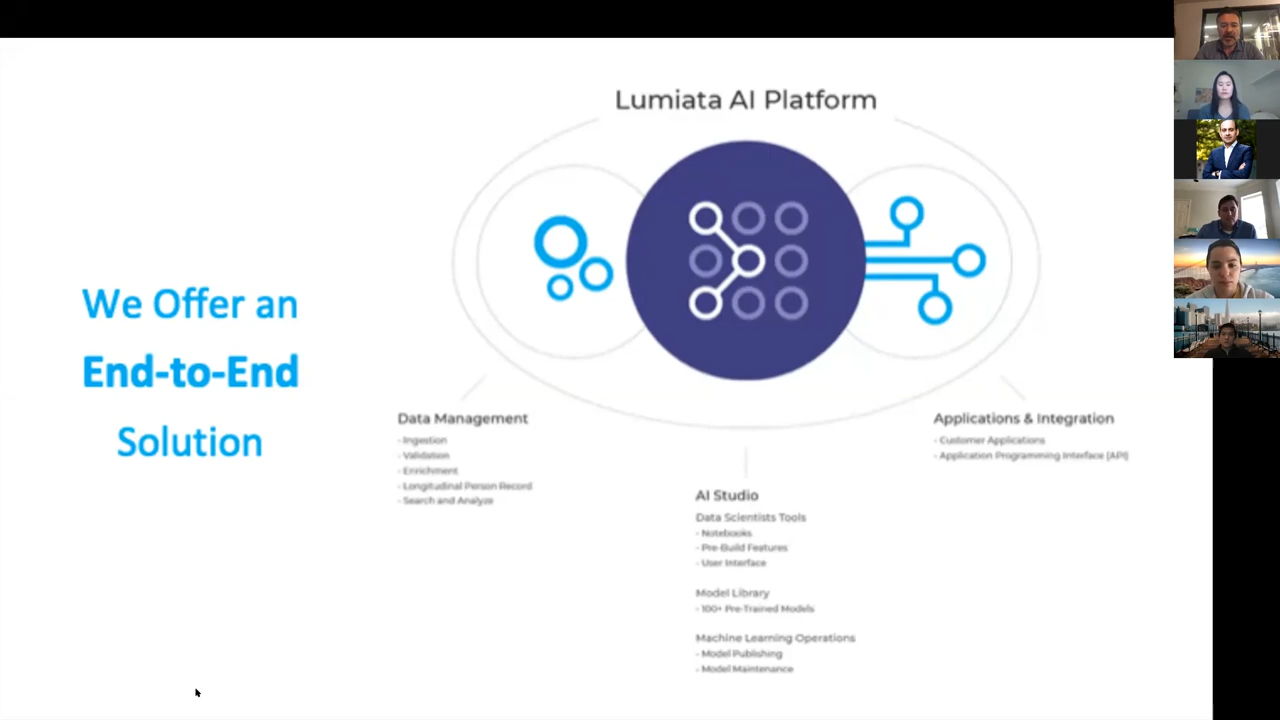 Lumiata AI Platform
We Offer an
End-to-End
Solution
Data Management
- Ingestion
- Validation
- Enrichment
- Longitudinal Person Record
- Search and Analyze
AI Studio
Data Scientists Tools
- Notebooks
- Pre-Build Features
- User Interface
Model Library
- 100+ Pre-Trained Models
Machine Learning Operations
- Model Publishing
- Model Maintenance
Applications & Integration
- Customer Applications
- Application Programming Interface (API)